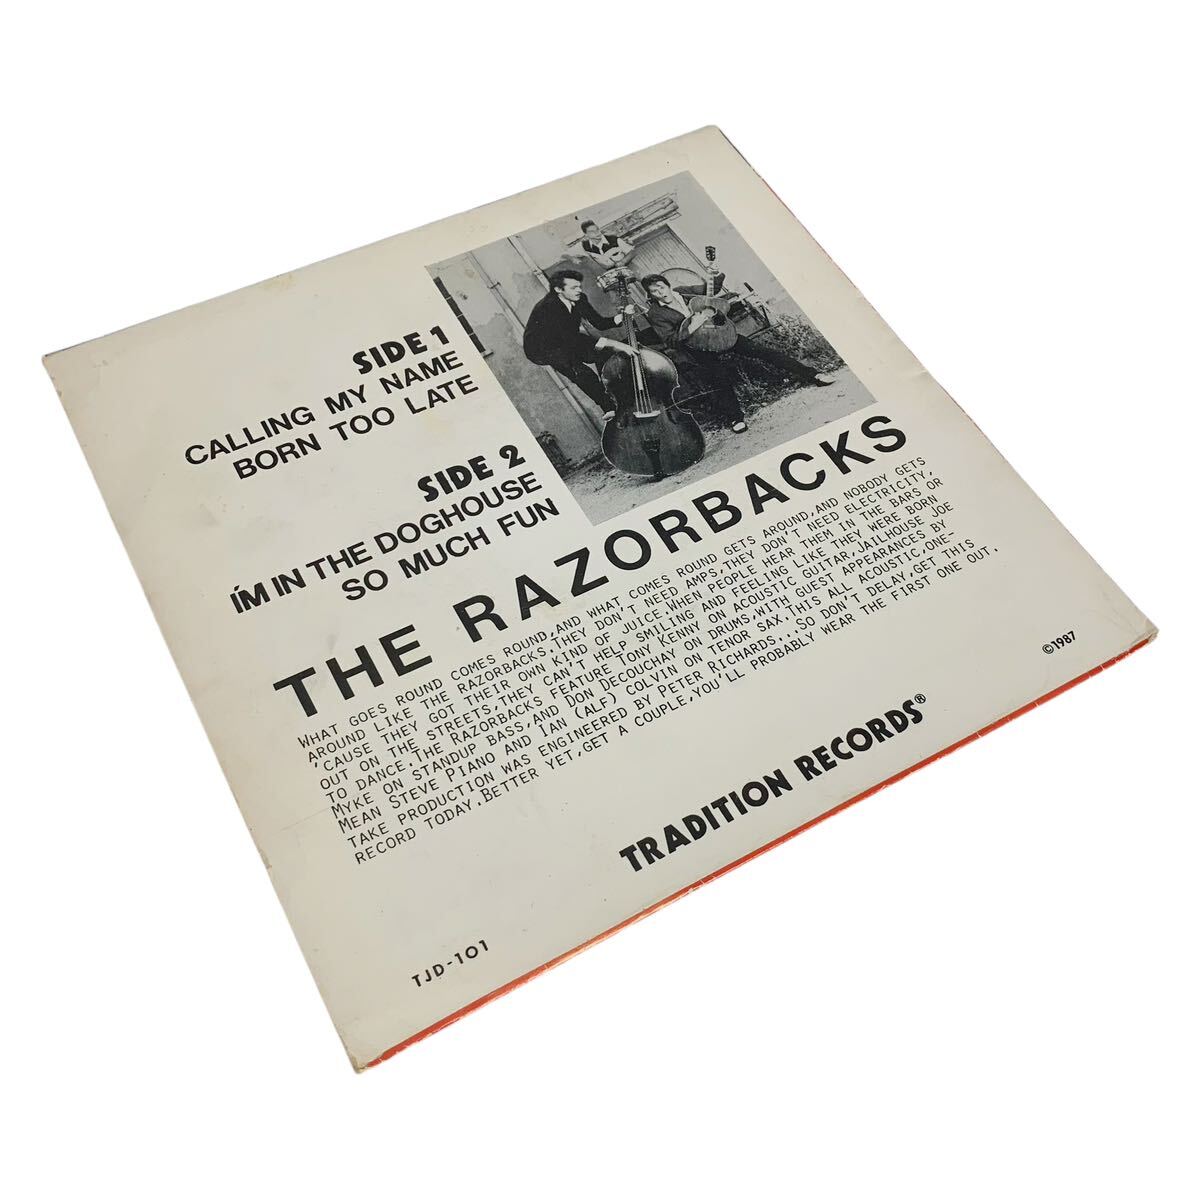 SIDE 1
CALLING MY NAME
BORN TOO LATE
SIDE 2
I'M IN THE DOGHOUSE
SO MUCH FUN
THE RAZORBACKS
WHAT GOES ROUND COMES ROUND,AND WHAT COMES ROUND GETS AROUND,AND NOBODY GETS
AROUND LIKE THE RAZORBACKS.THEY DON'T NEED AMPS,THEY DON'T NEED ELECTRICITY,
'CAUSE THEY GOT THEIR OWN KIND OF JUICE.WHEN PEOPLE HEAR THEM IN THE BARS OR
OUT ON THE STREETS,THEY CAN'T HELP SMILING AND FEELING LIKE THEY WERE BORN
TO DANCE.THE RAZORBACKS FEATURE TONY KENNY ON ACOUSTIC GUITAR,JAILHOUSE JOE
MYKE ON STANDUP BASS,AND DON DECOUCHAY ON DRUMS,WITH GUEST APPEARANCES BY
MEAN STEVE PIANO AND IAN (ALF) COLVIN ON TENOR SAX.THIS ALL ACOUSTIC,ONE-
TAKE PRODUCTION WAS ENGINEERED BY PETER RICHARDS...SO DON'T DELAY,GET THIS
RECORD TODAY.BETTER YET,GET A COUPLE,YOU'LL PROBABLY WEAR THE FIRST ONE OUT.
©1987
TRADITION RECORDS®
TJD-101